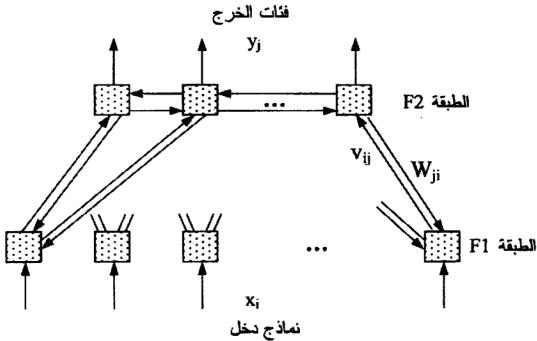 فئات الخرج
yj
الطبقة F2
...
vij
Wji
الطبقة F1
...
xi
نماذج دخل